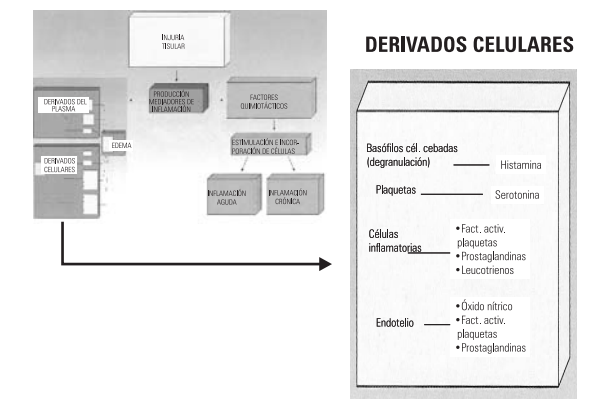 INJURIA
TISULAR
DERIVADOS DEL
PLASMA
PRODUCCIÓN
MEDIADORES DE
INFLAMACIÓN
FACTORES
QUIMIOTÁCTICOS
EDEMA
ESTIMULACIÓN E INCOR-
PORACIÓN DE CÉLULAS
DERIVADOS
CELULARES
INFLAMACIÓN
AGUDA
INFLAMACIÓN
CRÓNICA
DERIVADOS CELULARES
Basófilos cél. cebadas
(degranulación)
Histamina
Plaquetas
Serotonina
Células
inflamatorias
• Fact. activ.
plaquetas
• Prostaglandinas
• Leucotrienos
Endotelio
• Óxido nítrico
• Fact. activ.
plaquetas
• Prostaglandinas